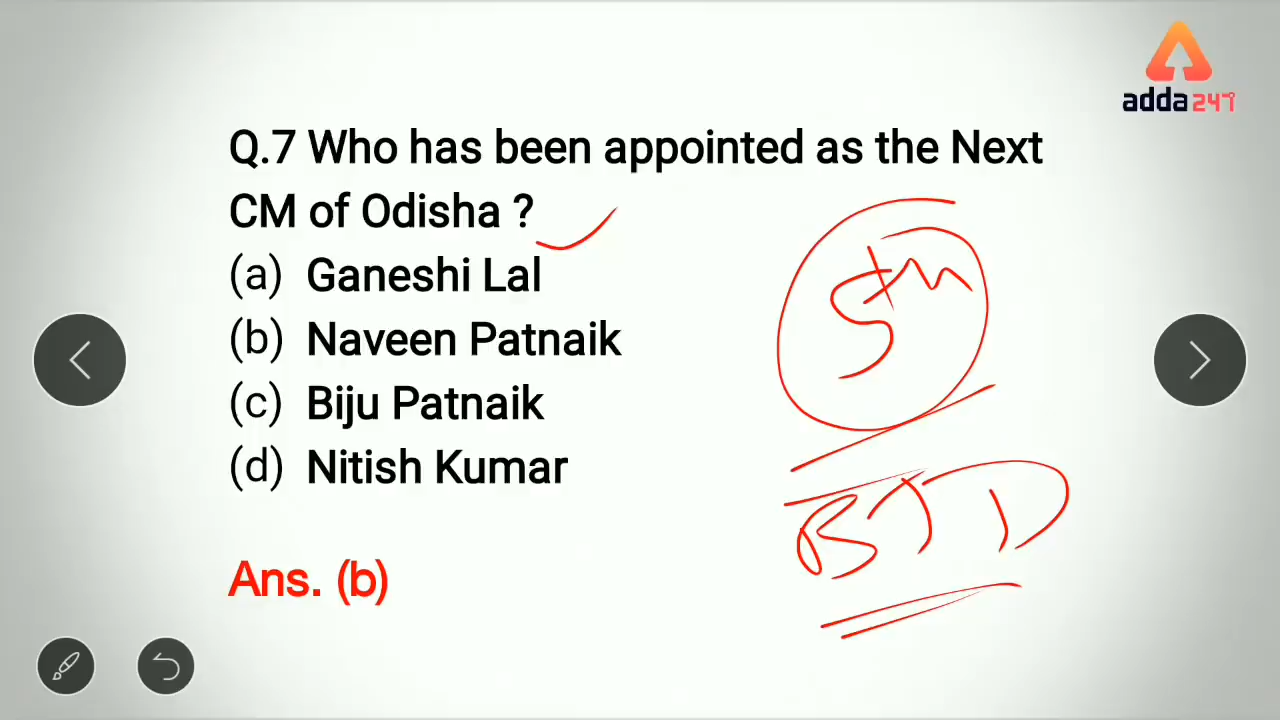 adda247
Q.7 Who has been appointed as the Next
CM of Odisha ?
(a) Ganeshi Lal
(b) Naveen Patnaik
(c) Biju Patnaik
(d) Nitish Kumar
Ans. (b)
5th
BJD